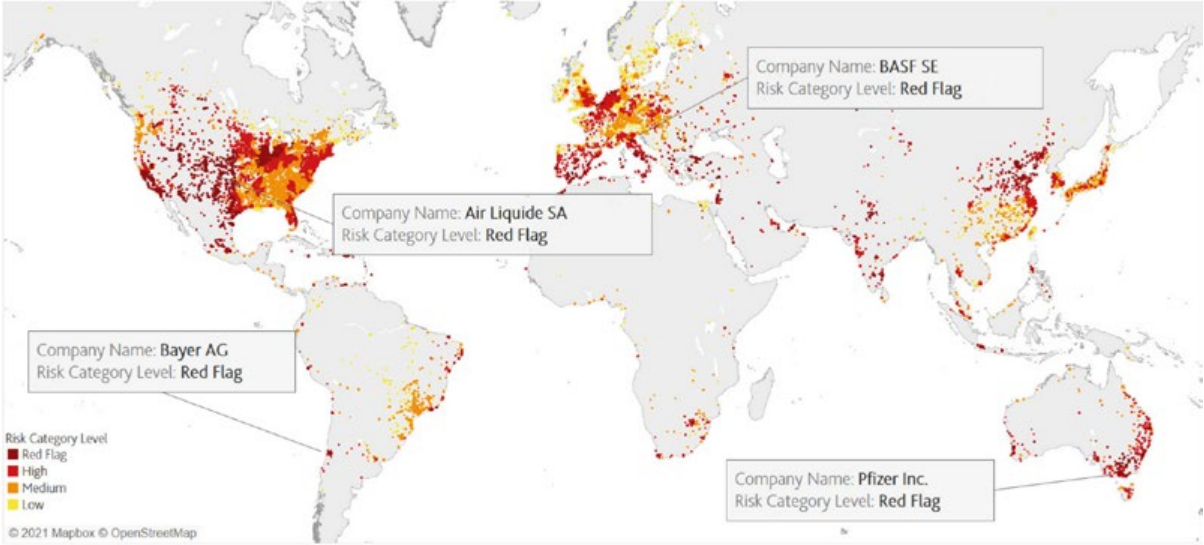 Company Name: BASF SE
Risk Category Level: Red Flag
Company Name: Air Liquide SA
Risk Category Level: Red Flag
Company Name: Bayer AG
Risk Category Level: Red Flag
Risk Category Level
Red Flag
High
Medium
Low
Company Name: Pfizer Inc.
Risk Category Level: Red Flag
© 2021 Mapbox © OpenStreetMap